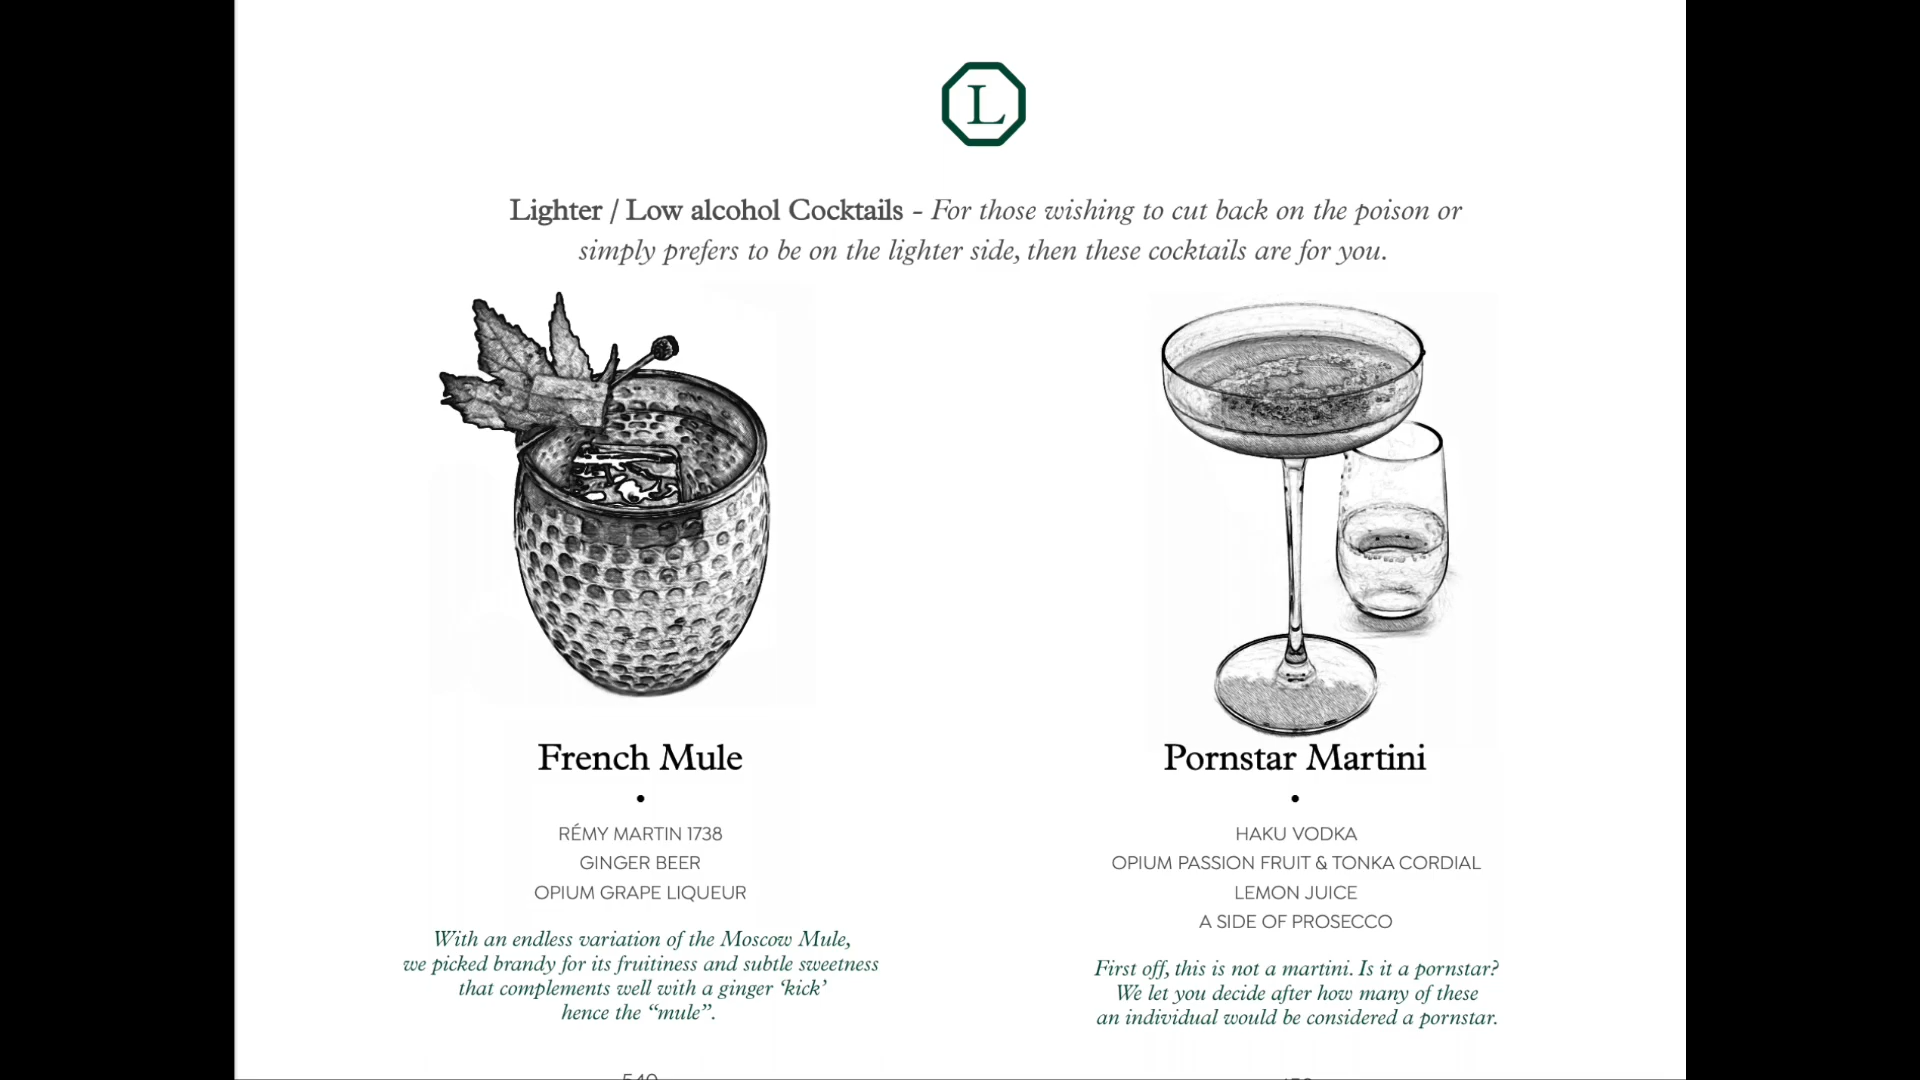 L
Lighter / Low alcohol Cocktails - For those wishing to cut back on the poison or
simply prefers to be on the lighter side, then these cocktails are for you.
French Mule
•
RÉMY MARTIN 1738
GINGER BEER
OPIUM GRAPE LIQUEUR
With an endless variation of the Moscow Mule,
we picked brandy for its fruitiness and subtle sweetness
that complements well with a ginger ‘kick’
hence the “mule”.
Pornstar Martini
•
HAKU VODKA
OPIUM PASSION FRUIT & TONKA CORDIAL
LEMON JUICE
A SIDE OF PROSECCO
First off, this is not a martini. Is it a pornstar?
We let you decide after how many of these
an individual would be considered a pornstar.